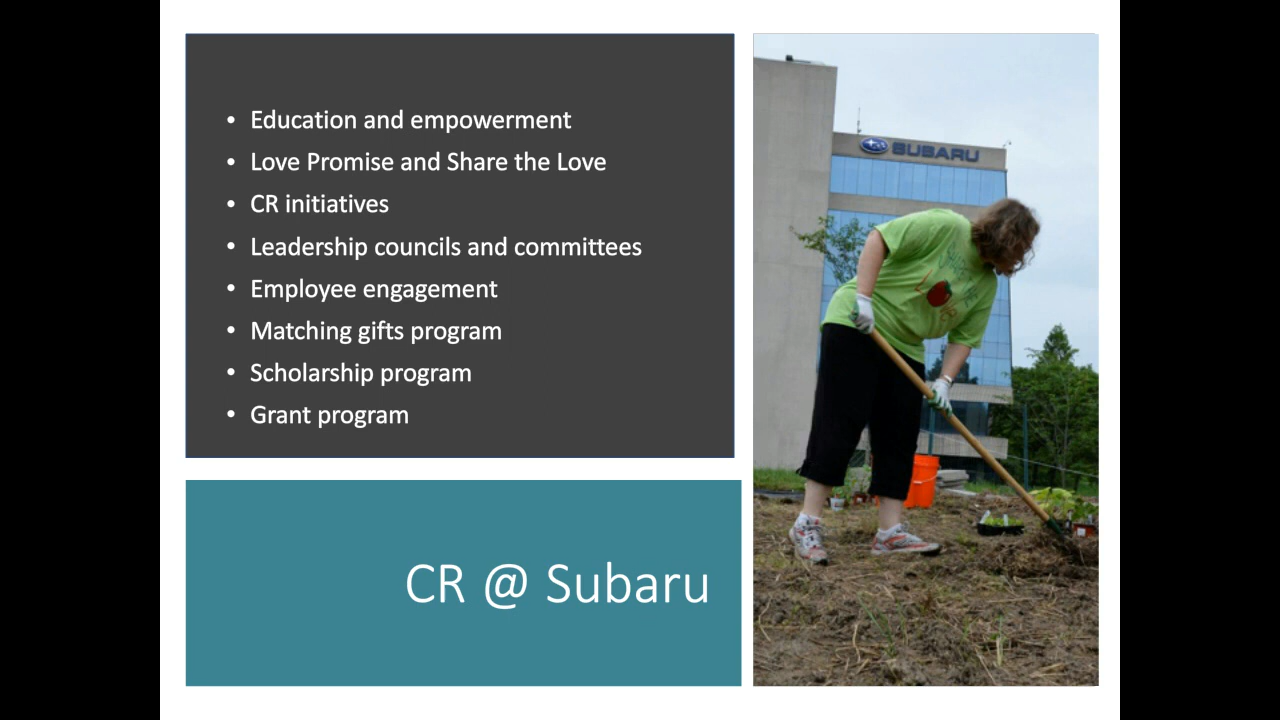 • Education and empowerment
• Love Promise and Share the Love
• CR initiatives
• Leadership councils and committees
• Employee engagement
• Matching gifts program
• Scholarship program
• Grant program
CR @ Subaru
SUBARU